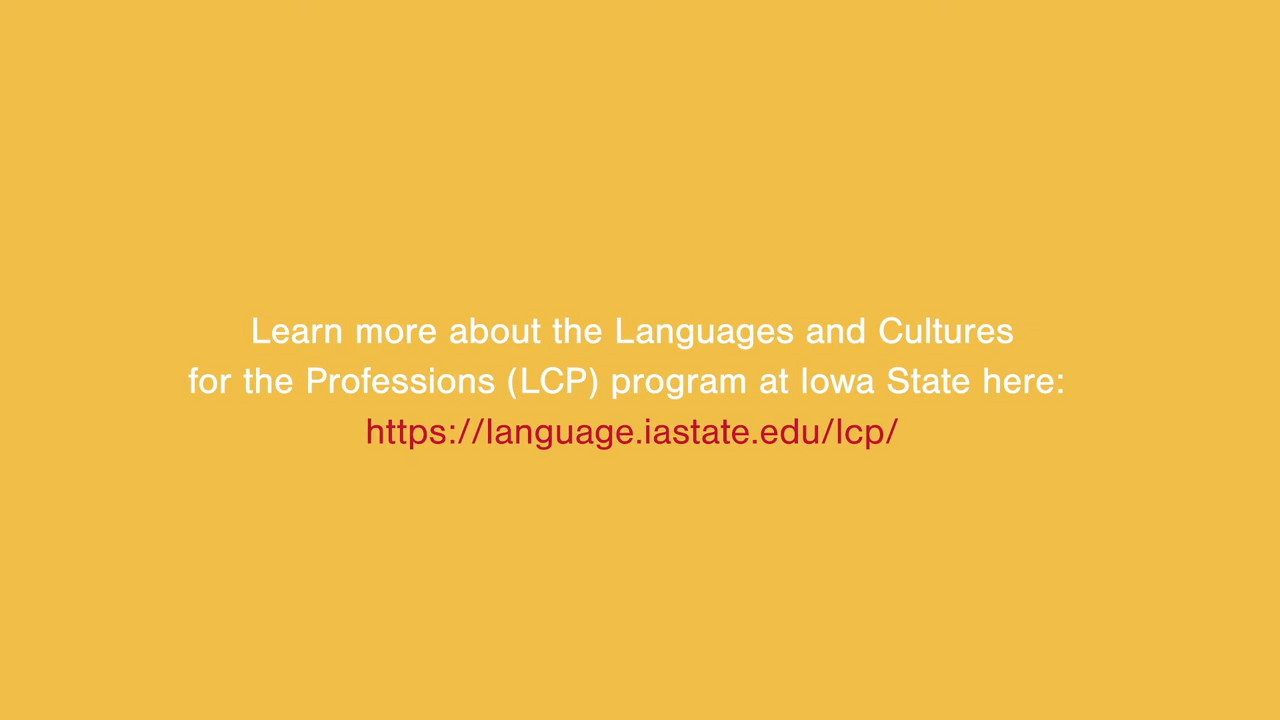 Learn more about the Languages and Cultures
for the Professions (LCP) program at Iowa State here:
https://language.iastate.edu/lcp/